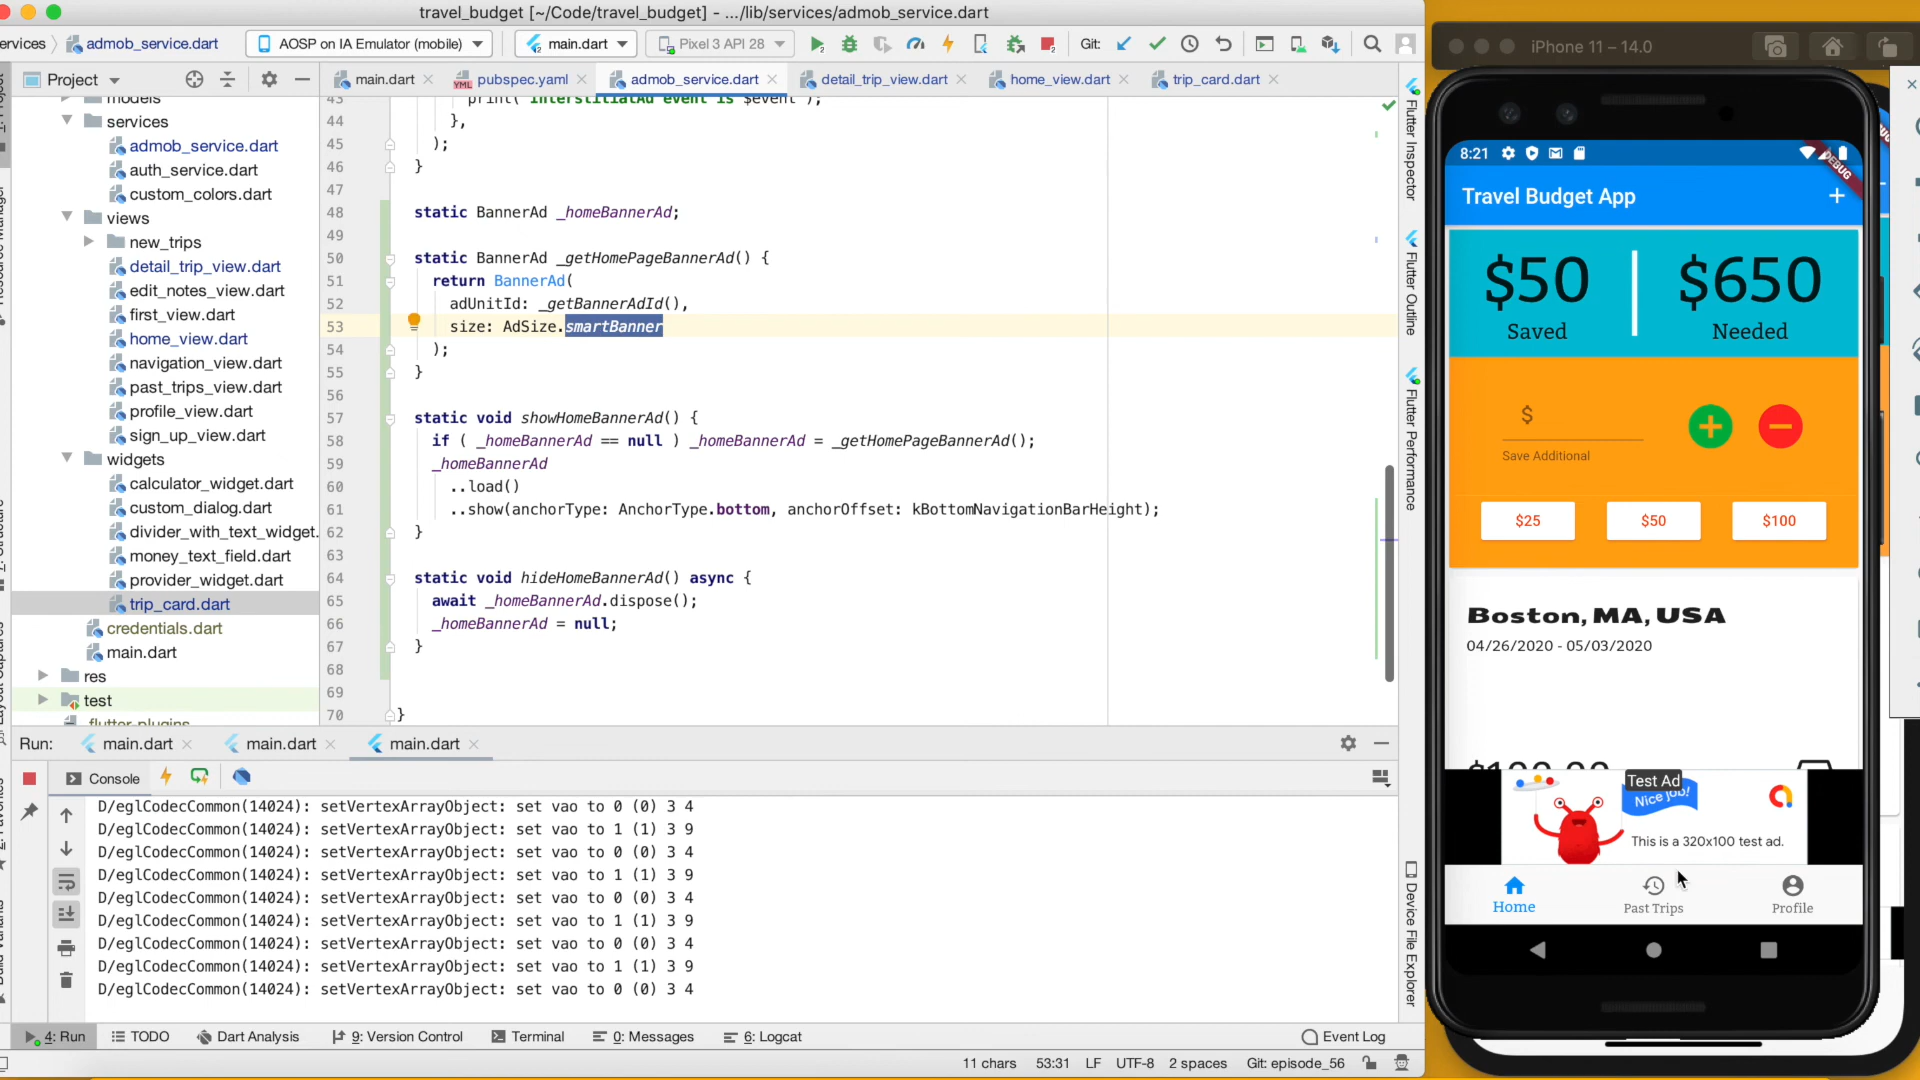 travel_budget [~/Code/travel_budget] - .../lib/services/admob_service.dart
ervices
admob_service.dart
AOSP on IA Emulator (mobile)
main.dart
Pixel 3 API 28
Git:
Project
main.dart
pubspec.yaml
admob_service.dart
detail_trip_view.dart
home_view.dart
trip_card.dart
models
services
admob_service.dart
auth_service.dart
custom_colors.dart
views
new_trips
detail_trip_view.dart
edit_notes_view.dart
first_view.dart
home_view.dart
navigation_view.dart
past_trips_view.dart
profile_view.dart
sign_up_view.dart
widgets
calculator_widget.dart
custom_dialog.dart
divider_with_text_widget.
money_text_field.dart
provider_widget.dart
trip_card.dart
credentials.dart
main.dart
res
test
.flutter-plugins
43 print("InterstitialAd event is $event");
44 },
45 );
46 }
47
48 static BannerAd _homeBannerAd;
49
50 static BannerAd _getHomePageBannerAd() {
51 return BannerAd(
52 adUnitId: _getBannerAdId(),
53 size: AdSize.smartBanner
54 );
55 }
56
57 static void showHomeBannerAd() {
58 if ( _homeBannerAd == null ) _homeBannerAd = _getHomePageBannerAd();
59 _homeBannerAd
60 ..load()
61 ..show(anchorType: AnchorType.bottom, anchorOffset: kBottomNavigationBarHeight);
62 }
63
64 static void hideHomeBannerAd() async {
65 await _homeBannerAd.dispose();
66 _homeBannerAd = null;
67 }
68
69
70 }
Flutter Inspector
Flutter Outline
Flutter Performance
Device File Explorer
Run:
main.dart
main.dart
main.dart
Console
D/eglCodecCommon(14024): setVertexArrayObject: set vao to 0 (0) 3 4
D/eglCodecCommon(14024): setVertexArrayObject: set vao to 1 (1) 3 9
D/eglCodecCommon(14024): setVertexArrayObject: set vao to 0 (0) 3 4
D/eglCodecCommon(14024): setVertexArrayObject: set vao to 1 (1) 3 9
D/eglCodecCommon(14024): setVertexArrayObject: set vao to 0 (0) 3 4
D/eglCodecCommon(14024): setVertexArrayObject: set vao to 1 (1) 3 9
D/eglCodecCommon(14024): setVertexArrayObject: set vao to 0 (0) 3 4
D/eglCodecCommon(14024): setVertexArrayObject: set vao to 1 (1) 3 9
D/eglCodecCommon(14024): setVertexArrayObject: set vao to 0 (0) 3 4
4: Run
TODO
Dart Analysis
9: Version Control
Terminal
0: Messages
6: Logcat
Event Log
11 chars
53:31
LF
UTF-8
2 spaces
Git: episode_56
iPhone 11 – 14.0
8:21
DEBUG
Travel Budget App
+
$50
Saved
$650
Needed
$
Save Additional
$25
$50
$100
Boston, MA, USA
04/26/2020 - 05/03/2020
$100.00
Test Ad
Nice job!
This is a 320x100 test ad.
Home
Past Trips
Profile